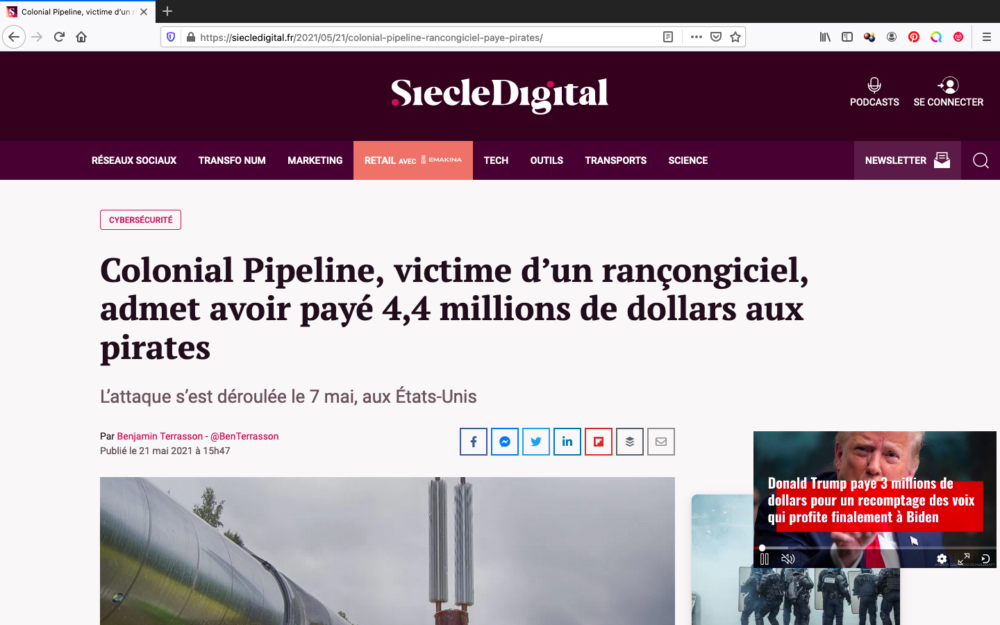 Colonial Pipeline, victime d'un r
https://siecledigital.fr/2021/05/21/colonial-pipeline-rancongiciel-paye-pirates/
SiecleDigital
PODCASTS
SE CONNECTER
RÉSEAUX SOCIAUX
TRANSFO NUM
MARKETING
RETAIL AVEC EMAKINA
TECH
OUTILS
TRANSPORTS
SCIENCE
NEWSLETTER
CYBERSÉCURITÉ
Colonial Pipeline, victime d’un rançongiciel,
admet avoir payé 4,4 millions de dollars aux
pirates
L’attaque s’est déroulée le 7 mai, aux États-Unis
Par Benjamin Terrasson - @BenTerrasson
Publié le 21 mai 2021 à 15h47
Donald Trump paye 3 millions de
dollars pour un recomptage des voix
qui profite finalement à Biden